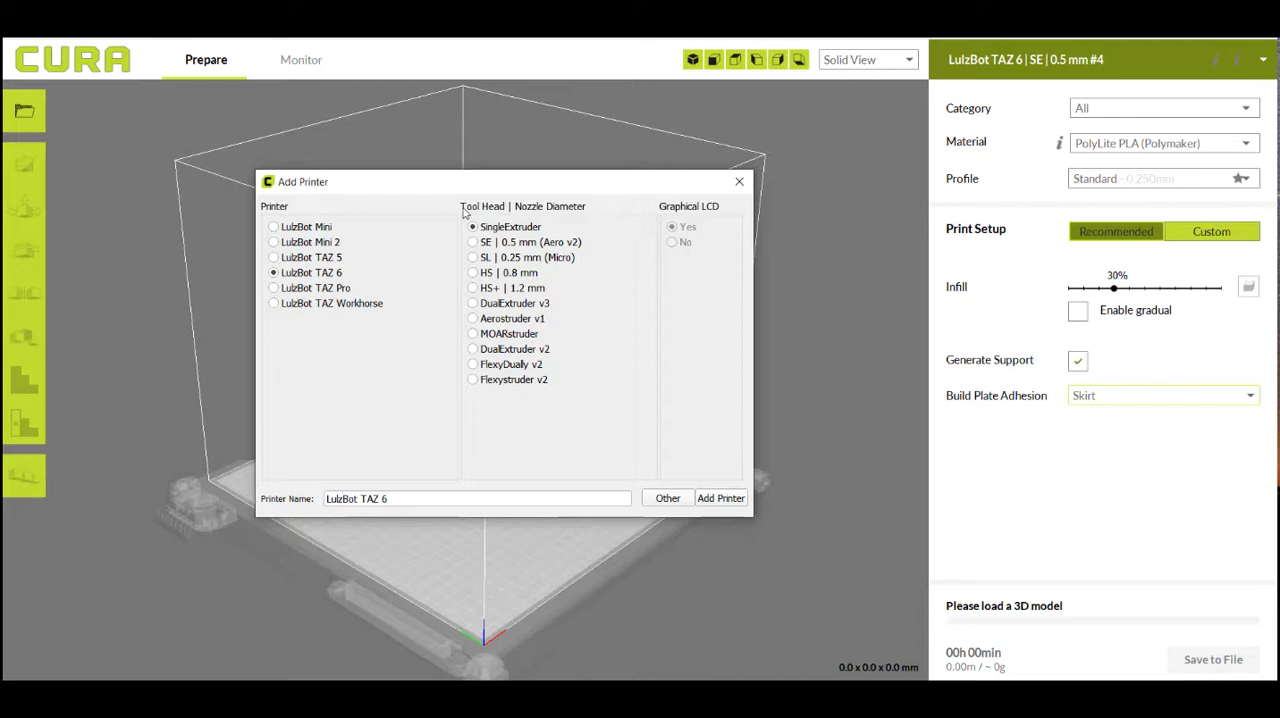 CURA
Prepare
Monitor
Solid View
LulzBot TAZ 6 | SE | 0.5 mm #4
Category
All
Material
i
PolyLite PLA (Polymaker)
Profile
Standard - 0.250mm
Print Setup
Recommended
Custom
Infill
30%
Enable gradual
Generate Support
Build Plate Adhesion
Skirt
Please load a 3D model
00h 00min
0.00m / ~ 0g
Save to File
0.0 x 0.0 x 0.0 mm
C
Add Printer
Printer
LulzBot Mini
LulzBot Mini 2
LulzBot TAZ 5
LulzBot TAZ 6
LulzBot TAZ Pro
LulzBot TAZ Workhorse
Tool Head | Nozzle Diameter
SingleExtruder
SE | 0.5 mm (Aero v2)
SL | 0.25 mm (Micro)
HS | 0.8 mm
HS+ | 1.2 mm
DualExtruder v3
Aerostruder v1
MOARstruder
DualExtruder v2
FlexyDually v2
Flexystruder v2
Graphical LCD
Yes
No
Printer Name:
LulzBot TAZ 6
Other
Add Printer